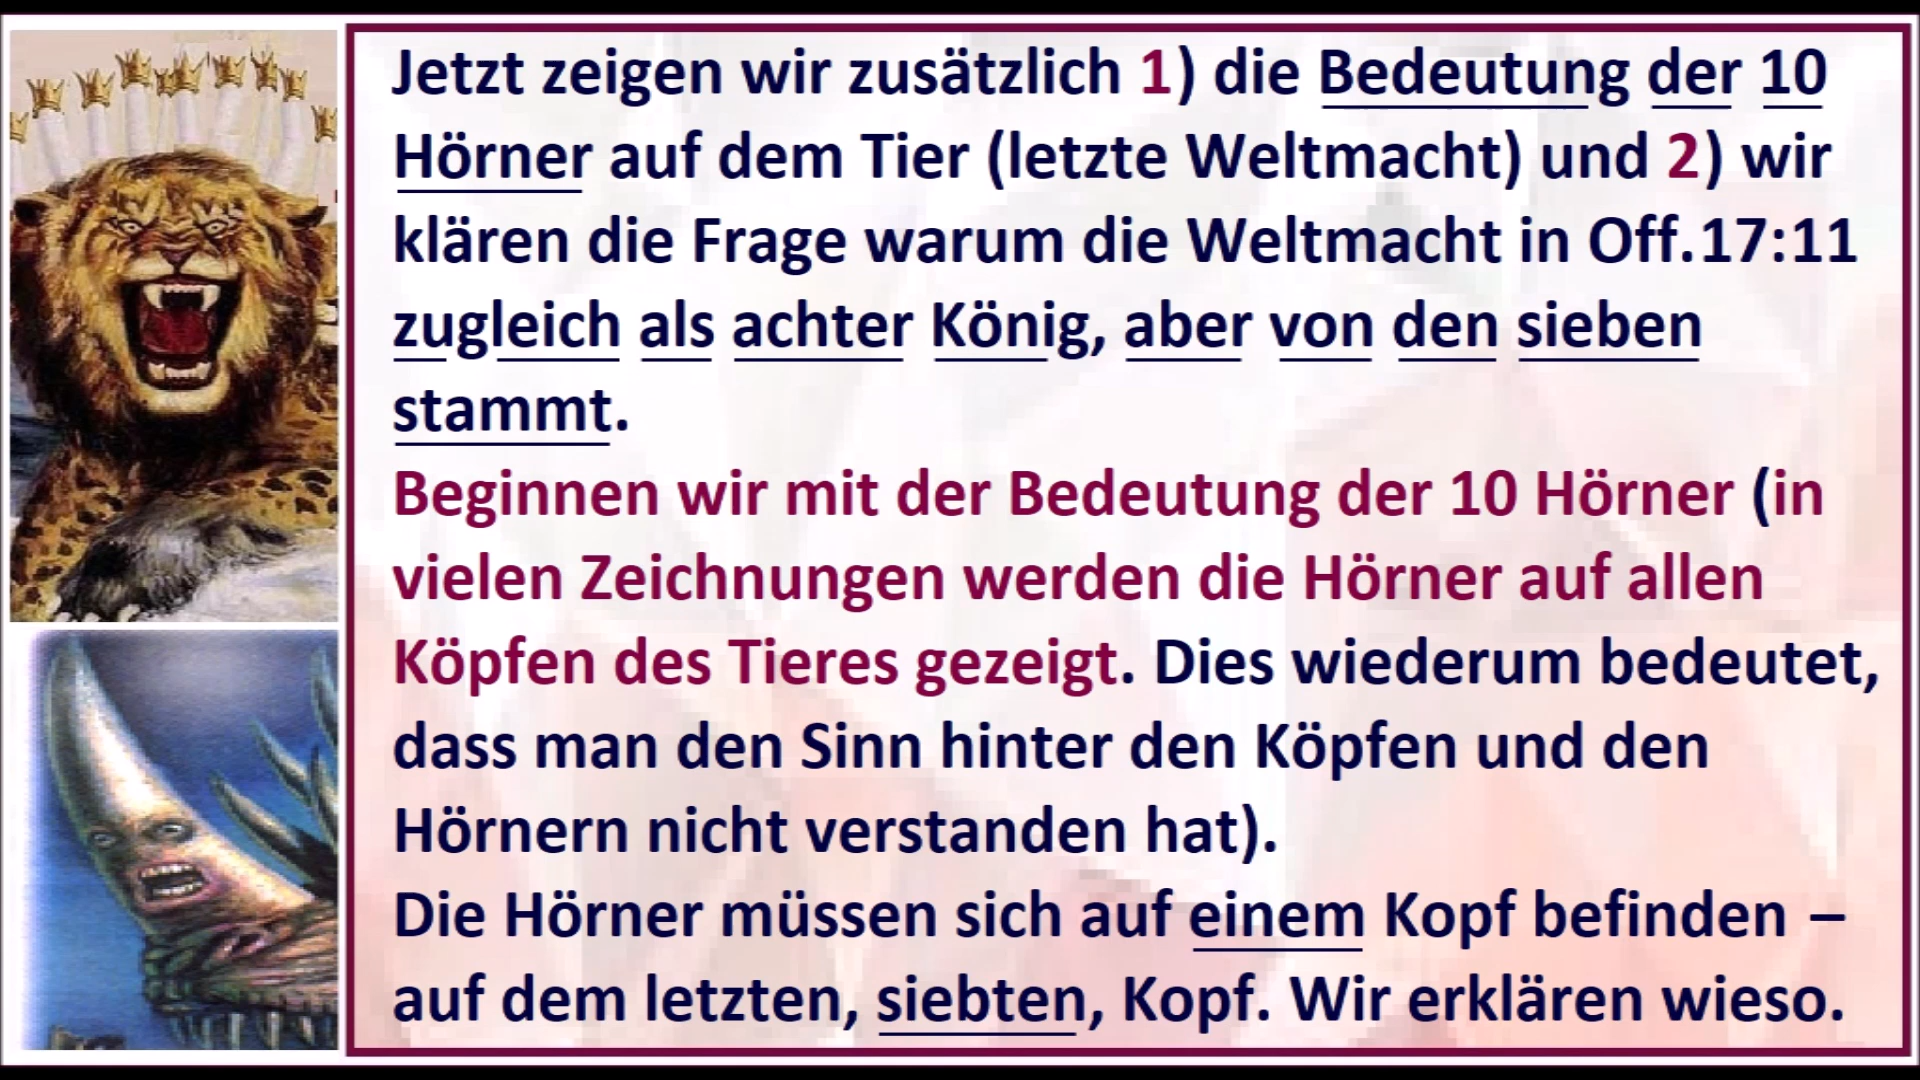 Jetzt zeigen wir zusätzlich 1) die Bedeutung der 10
Hörner auf dem Tier (letzte Weltmacht) und 2) wir
klären die Frage warum die Weltmacht in Off.17:11
zugleich als achter König, aber von den sieben
stammt.
Beginnen wir mit der Bedeutung der 10 Hörner (in
vielen Zeichnungen werden die Hörner auf allen
Köpfen des Tieres gezeigt. Dies wiederum bedeutet,
dass man den Sinn hinter den Köpfen und den
Hörnern nicht verstanden hat).
Die Hörner müssen sich auf einem Kopf befinden –
auf dem letzten, siebten, Kopf. Wir erklären wieso.